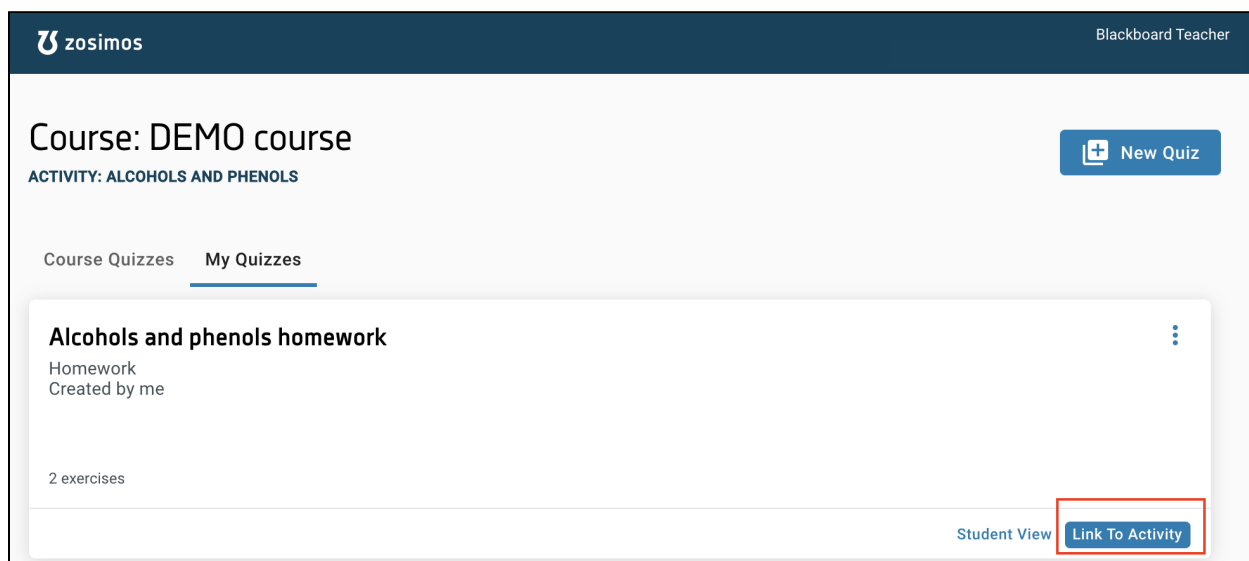 zosimos
Blackboard Teacher
Course: DEMO course
New Quiz
ACTIVITY: ALCOHOLS AND PHENOLS
Course Quizzes My Quizzes
Alcohols and phenols homework
Homework
Created by me
2 exercises
Student View Link To Activity